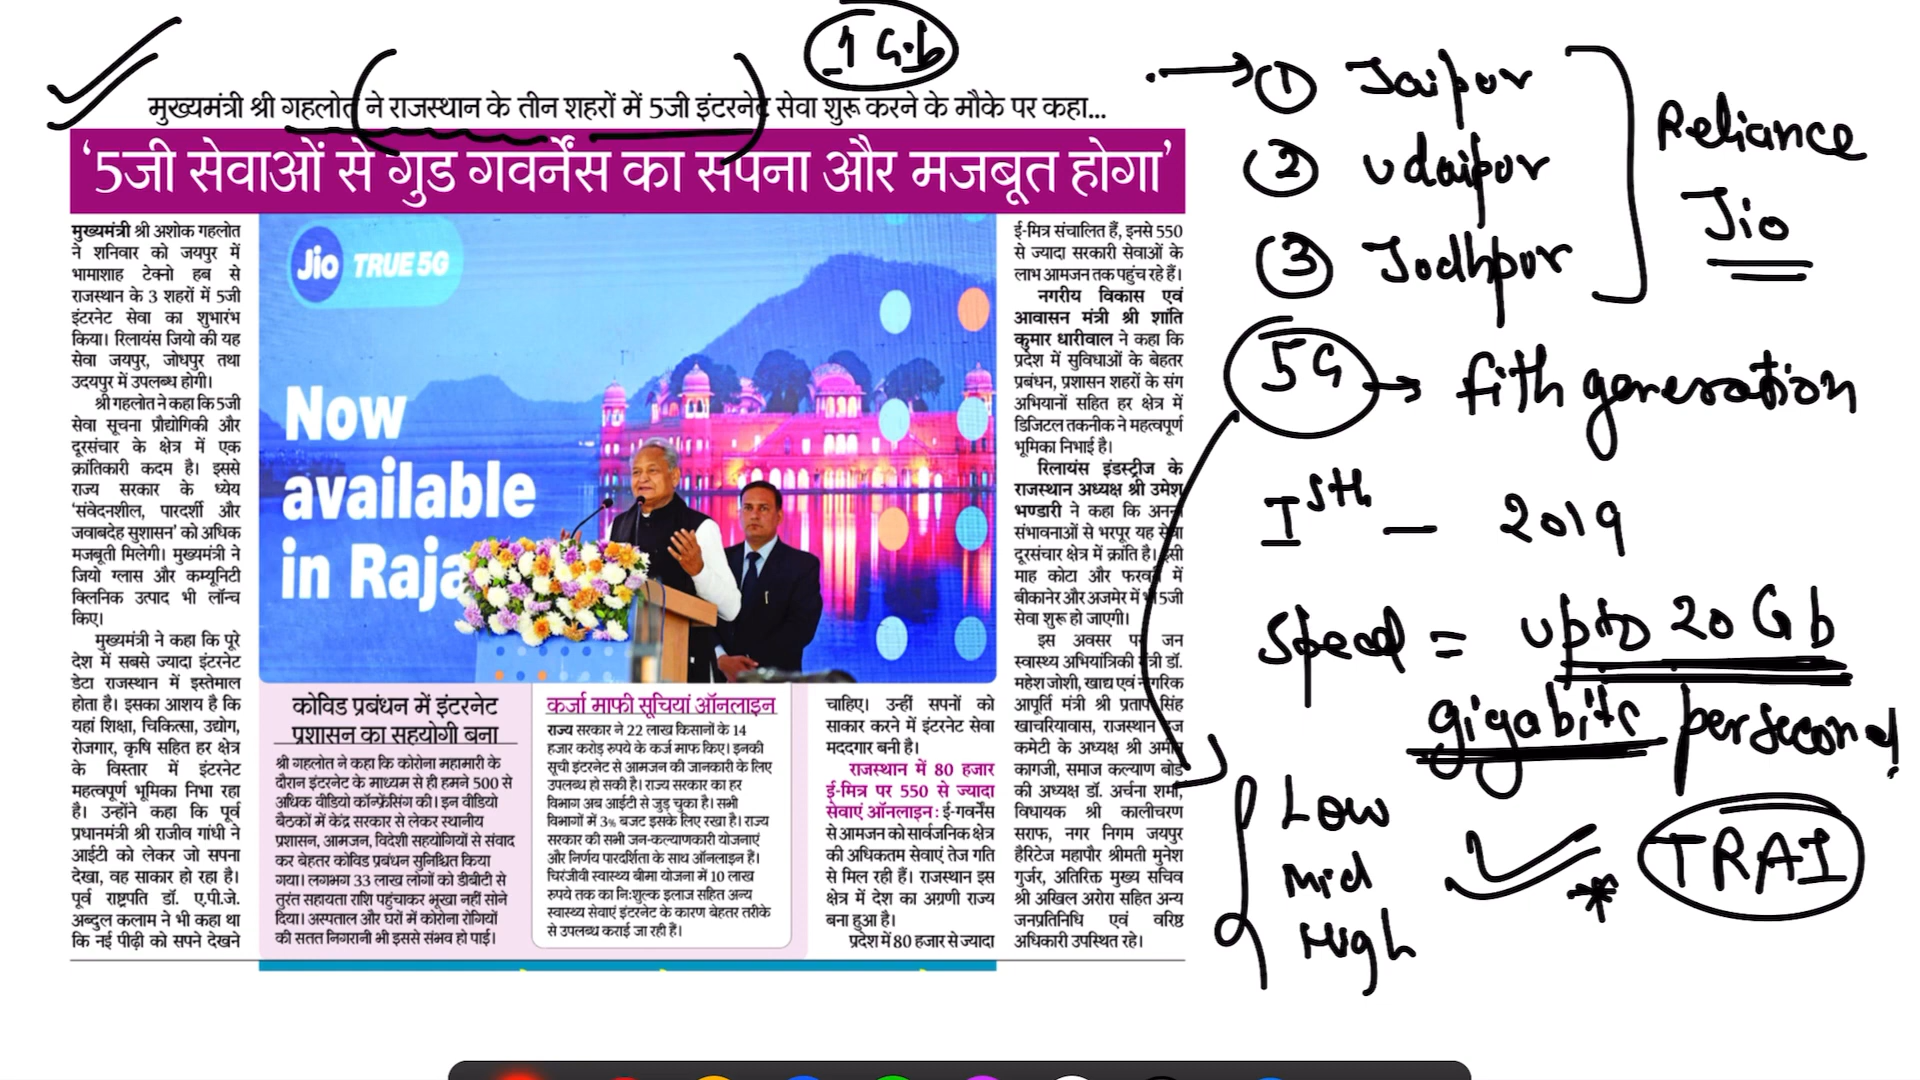 1 Gb
मुख्यमंत्री श्री गहलोत ने राजस्थान के तीन शहरों में 5जी इंटरनेट सेवा शुरू करने के मौके पर कहा...
'5जी सेवाओं से गुड गवर्नेंस का सपना और मजबूत होगा'
मुख्यमंत्री श्री अशोक गहलोत
ने शनिवार को जयपुर में
भामाशाह टेक्नो हब से
राजस्थान के 3 शहरों में 5जी
इंटरनेट सेवा का शुभारंभ
किया। रिलायंस जियो की यह
सेवा जयपुर, जोधपुर तथा
उदयपुर में उपलब्ध होगी।
श्री गहलोत ने कहा कि 5जी
सेवा सूचना प्रौद्योगिकी और
दूरसंचार के क्षेत्र में एक
क्रांतिकारी कदम है। इससे
राज्य सरकार के ध्येय
'संवेदनशील, पारदर्शी और
जवाबदेह सुशासन' को अधिक
मजबूती मिलेगी। मुख्यमंत्री ने
जियो ग्लास और कम्यूनिटी
क्लिनिक उत्पाद भी लॉन्च
किए।
मुख्यमंत्री ने कहा कि पूरे
देश में सबसे ज्यादा इंटरनेट
डेटा राजस्थान में इस्तेमाल
होता है। इसका आशय है कि
यहां शिक्षा, चिकित्सा, उद्योग,
रोजगार, कृषि सहित हर क्षेत्र
के विस्तार में इंटरनेट
महत्वपूर्ण भूमिका निभा रहा
है। उन्होंने कहा कि पूर्व
प्रधानमंत्री श्री राजीव गांधी ने
आईटी को लेकर जो सपना
देखा, वह साकार हो रहा है।
पूर्व राष्ट्रपति डॉ. ए.पी.जे.
अब्दुल कलाम ने भी कहा था
कि नई पीढ़ी को सपने देखने
Jio TRUE 5G
Now
available
in Raja
कोविड प्रबंधन में इंटरनेट
प्रशासन का सहयोगी बना
श्री गहलोत ने कहा कि कोरोना महामारी के
दौरान इंटरनेट के माध्यम से ही हमने 500 से
अधिक वीडियो कॉन्फ्रेंसिंग की। इन वीडियो
बैठकों में केंद्र सरकार से लेकर स्थानीय
प्रशासन, आमजन, विदेशी सहयोगियों से संवाद
कर बेहतर कोविड प्रबंधन सुनिश्चित किया
गया। लगभग 33 लाख लोगों को डीबीटी से
तुरंत सहायता राशि पहुंचाकर भूखा नहीं सोने
दिया। अस्पताल और घरों में कोरोना रोगियों
की सतत निगरानी भी इससे संभव हो पाई।
कर्जा माफी सूचियां ऑनलाइन
राज्य सरकार ने 22 लाख किसानों के 14
हजार करोड़ रुपये के कर्ज माफ किए। इनकी
सूची इंटरनेट से आमजन की जानकारी के लिए
उपलब्ध हो सकी है। राज्य सरकार का हर
विभाग अब आईटी से जुड़ चुका है। सभी
विभागों में 3% बजट इसके लिए रखा है। राज्य
सरकार की सभी जन-कल्याणकारी योजनाएं
और निर्णय पारदर्शिता के साथ ऑनलाइन हैं।
चिरंजीवी स्वास्थ्य बीमा योजना में 10 लाख
रुपये तक का नि:शुल्क इलाज सहित अन्य
स्वास्थ्य सेवाएं इंटरनेट के कारण बेहतर तरीके
से उपलब्ध कराई जा रही हैं।
चाहिए। उन्हीं सपनों को
साकार करने में इंटरनेट सेवा
मददगार बनी है।
राजस्थान में 80 हजार
ई-मित्र पर 550 से ज्यादा
सेवाएं ऑनलाइन: ई-गवर्नेंस
से आमजन को सार्वजनिक क्षेत्र
की अधिकतम सेवाएं तेज गति
से मिल रही हैं। राजस्थान इस
क्षेत्र में देश का अग्रणी राज्य
बना हुआ है।
प्रदेश में 80 हजार से ज्यादा
ई-मित्र संचालित हैं, इनसे 550
से ज्यादा सरकारी सेवाओं के
लाभ आमजन तक पहुंच रहे हैं।
नगरीय विकास एवं
आवासन मंत्री श्री शांति
कुमार धारीवाल ने कहा कि
प्रदेश में सुविधाओं के बेहतर
प्रबंधन, प्रशासन शहरों के संग
अभियानों सहित हर क्षेत्र में
डिजिटल तकनीक ने महत्वपूर्ण
भूमिका निभाई है।
रिलायंस इंडस्ट्रीज के
राजस्थान अध्यक्ष श्री उमेश
भण्डारी ने कहा कि अनन्त
संभावनाओं से भरपूर यह सेवा
दूरसंचार क्षेत्र में क्रांति है। इसी
माह कोटा और फरवरी में
बीकानेर और अजमेर में भी 5जी
सेवा शुरू हो जाएगी।
इस अवसर पर जन
स्वास्थ्य अभियांत्रिकी मंत्री डॉ.
महेश जोशी, खाद्य एवं नागरिक
आपूर्ति मंत्री श्री प्रताप सिंह
खाचरियावास, राजस्थान हज
कमेटी के अध्यक्ष श्री अमीन
कागजी, समाज कल्याण बोर्ड
की अध्यक्ष डॉ. अर्चना शर्मा,
विधायक श्री कालीचरण
सराफ, नगर निगम जयपुर
हैरिटेज महापौर श्रीमती मुनेश
गुर्जर, अतिरिक्त मुख्य सचिव
श्री अखिल अरोरा सहित अन्य
जनप्रतिनिधि एवं वरिष्ठ
अधिकारी उपस्थित रहे।
① Jaipur
② Udaipur
③ Jodhpur
Reliance
Jio
5G → fith generation
Isth – 2019
Speed = upto 20 Gb
gigabits per second
Low
Mid
High
TRAI